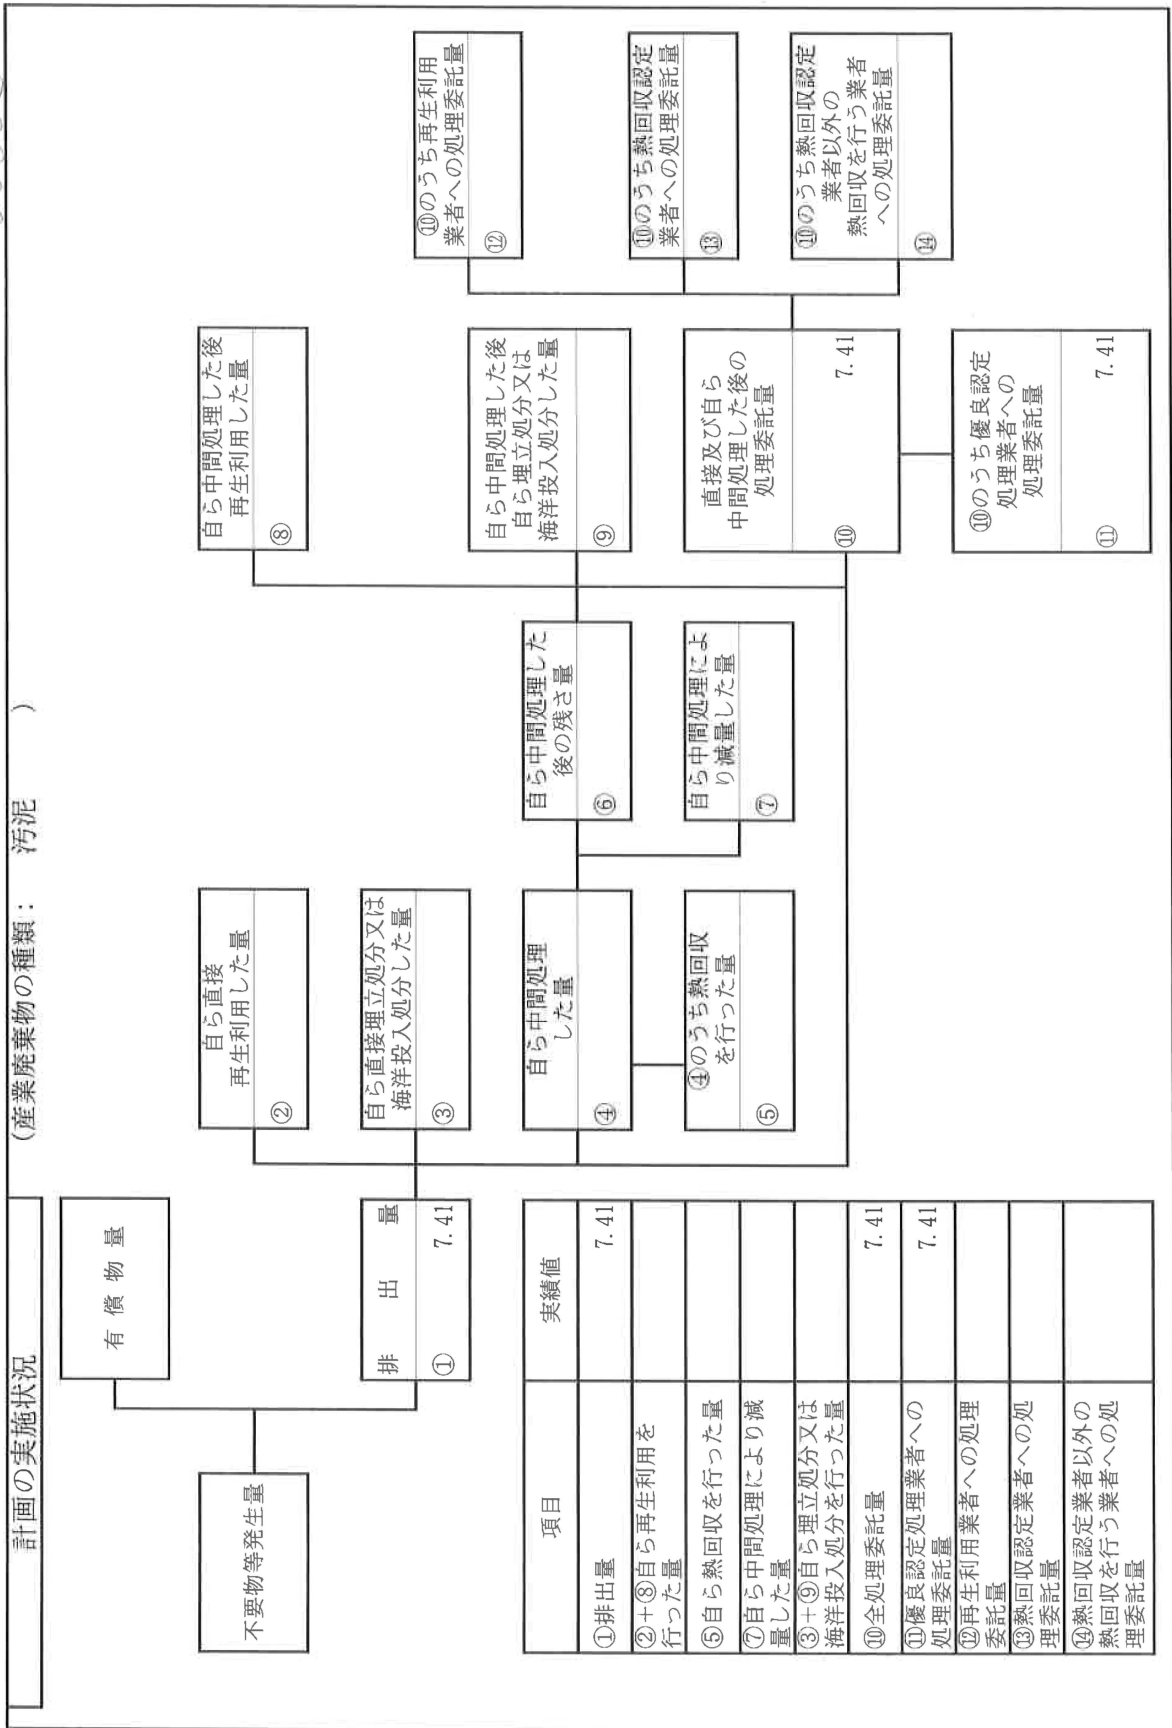 計画の実施状況
(産業廃棄物の種類: 汚泥 )
不要物等発生量
有償物量
排出量
① 7.41
自ら直接
再生利用した量
②
自ら直接埋立処分又は
海洋投入処分した量
③
自ら中間処理
した量
④
④のうち熱回収
を行った量
⑤
自ら中間処理した
後の残さ量
⑥
自ら中間処理によ
り減量した量
⑦
自ら中間処理した後
再生利用した量
⑧
自ら中間処理した後
自ら埋立処分又は
海洋投入処分した量
⑨
直接及び自ら
中間処理した後の
処理委託量
⑩ 7.41
⑩のうち優良認定
処理業者への
処理委託量
⑪ 7.41
⑩のうち再生利用
業者への処理委託量
⑫
⑩のうち熱回収認定
業者への処理委託量
⑬
⑩のうち熱回収認定
業者以外の
熱回収を行う業者
への処理委託量
⑭
項目 実績値
①排出量 7.41
②+⑧自ら再生利用を
行った量
⑤自ら熱回収を行った量
⑦自ら中間処理により減
量した量
③+⑨自ら埋立処分又は
海洋投入処分を行った量
⑩全処理委託量 7.41
⑪優良認定処理業者への
処理委託量 7.41
⑫再生利用業者への処理
委託量
⑬熱回収認定業者への処
理委託量
⑭熱回収認定業者以外の
熱回収を行う業者への処
理委託量